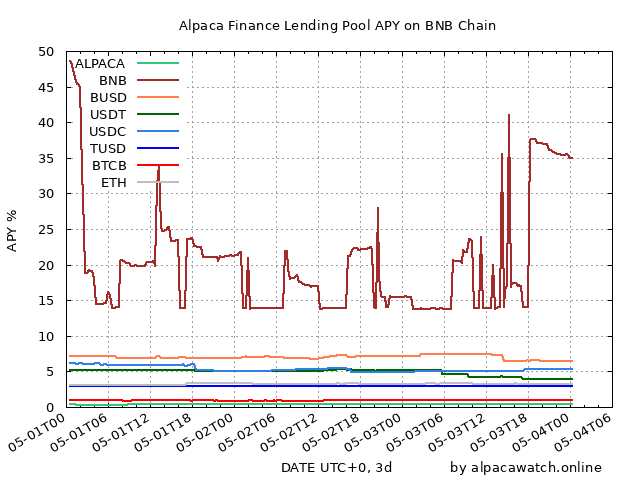 Alpaca Finance Lending Pool APY on BNB Chain
50
45
40
35
30
25
20
15
10
5
0
APY %
ALPACA
BNB
BUSD
USDT
USDC
TUSD
BTCB
ETH
05-01T00
05-01T06
05-01T12
05-01T18
05-02T00
05-02T06
05-02T12
05-02T18
05-03T00
05-03T06
05-03T12
05-03T18
05-04T00
05-04T06
DATE UTC+0, 3d
by alpacawatch.online